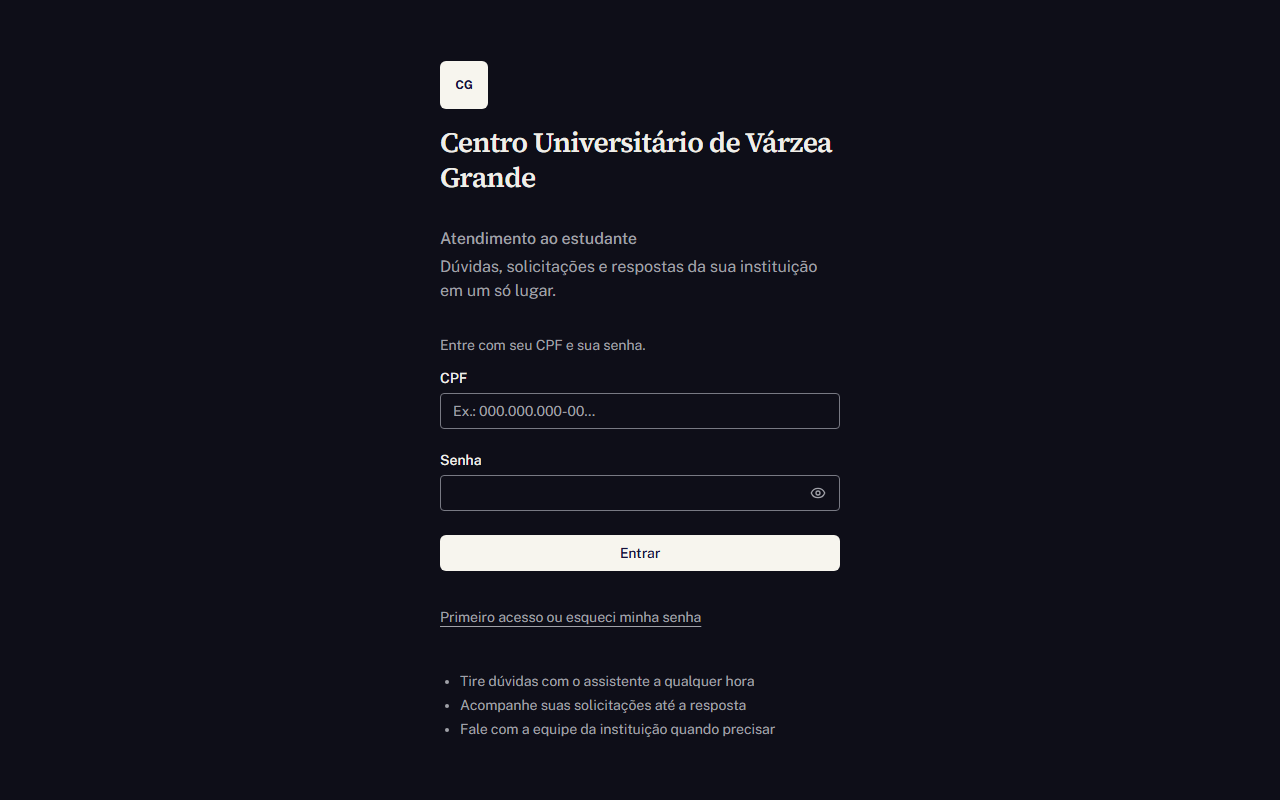 CG
Centro Universitário de Várzea
Grande
Atendimento ao estudante
Dúvidas, solicitações e respostas da sua instituição
em um só lugar.
Entre com seu CPF e sua senha.
CPF
Ex.: 000.000.000-00...
Senha
Entrar
Primeiro acesso ou esqueci minha senha
• Tire dúvidas com o assistente a qualquer hora
• Acompanhe suas solicitações até a resposta
• Fale com a equipe da instituição quando precisar